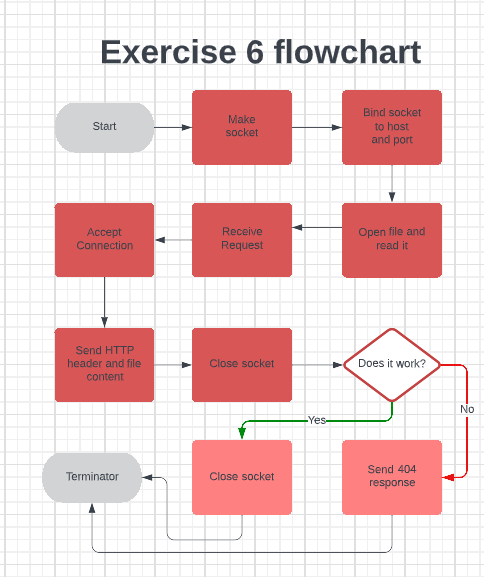 Exercise 6 flowchart
Start
Make
socket
Bind socket
to host
and port
Accept
Connection
Receive
Request
Open file and
read it
Send HTTP
header and file
content
Close socket
Does it work?
No
Yes
Terminator
Close socket
Send 404
response